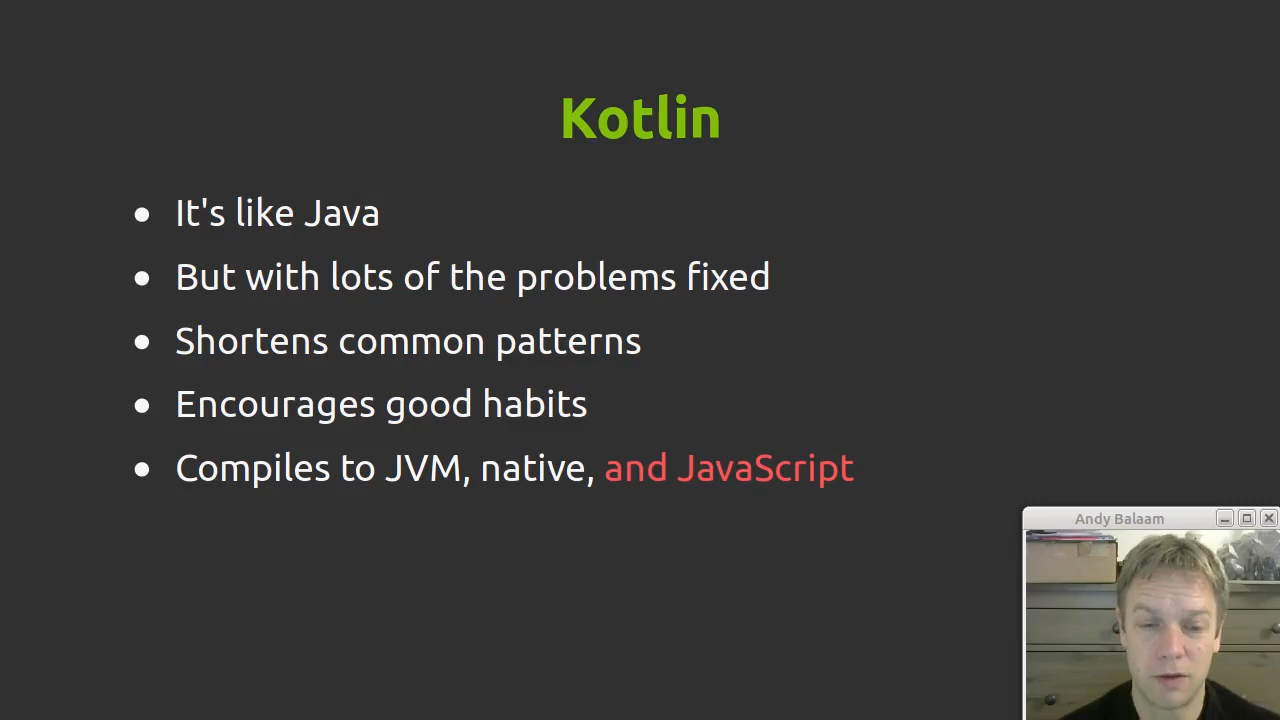 Kotlin
It's like Java
But with lots of the problems fixed
Shortens common patterns
Encourages good habits
Compiles to JVM, native, and JavaScript
Andy Balaam